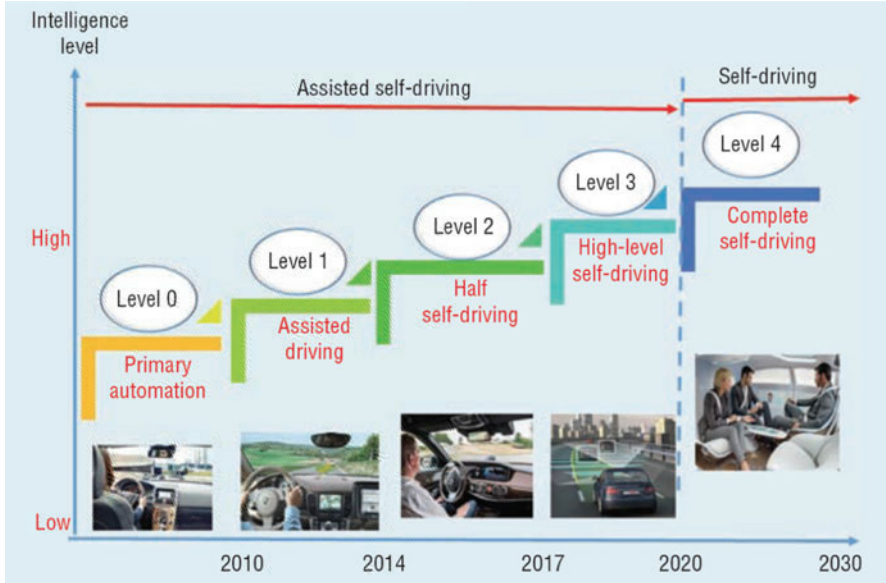 Intelligence
level
Assisted self-driving
Self-driving
Level 4
Level 3
Level 2
Level 1
Level 0
High
Complete
self-driving
High-level
self-driving
Half
self-driving
Assisted
driving
Primary
automation
Low
2010
2014
2017
2020
2030